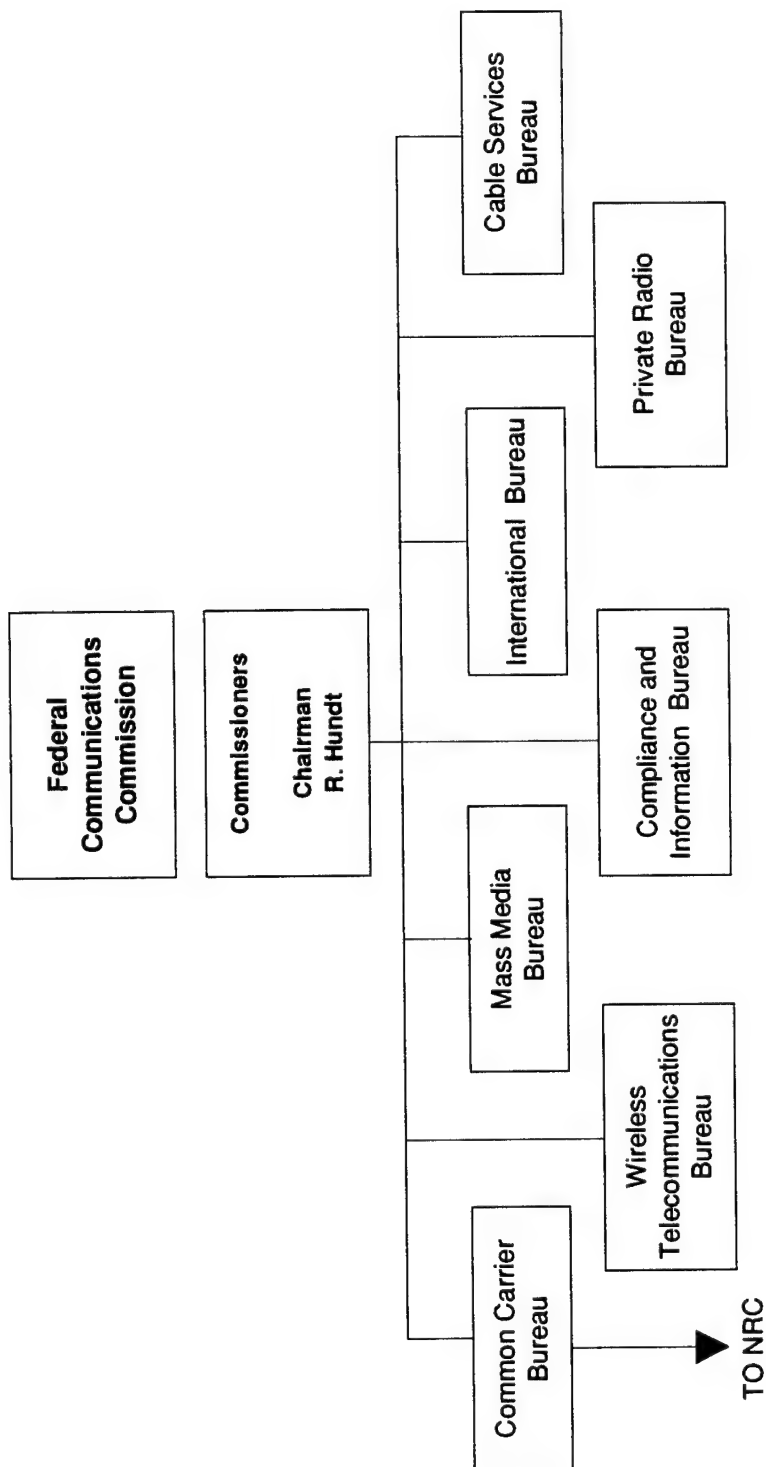 Federal
Communications
Commission
Commissioners
Chairman
R. Hundt
Common Carrier
Bureau
Wireless
Telecommunications
Bureau
Mass Media
Bureau
Compliance and
Information Bureau
International Bureau
Private Radio
Bureau
Cable Services
Bureau
TO NRC